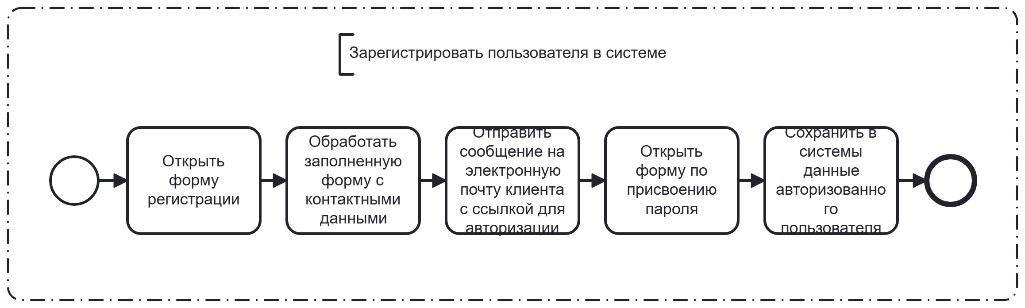 Зарегистрировать пользователя в системе
Открыть
форму
регистрации
Обработать
заполненную
форму с
контактными
данными
Отправить
сообщение на
электронную
почту клиента
с ссылкой для
авторизации
Открыть
форму по
присвоению
пароля
Сохранить в
системы
данные
авторизованно
го
пользователя